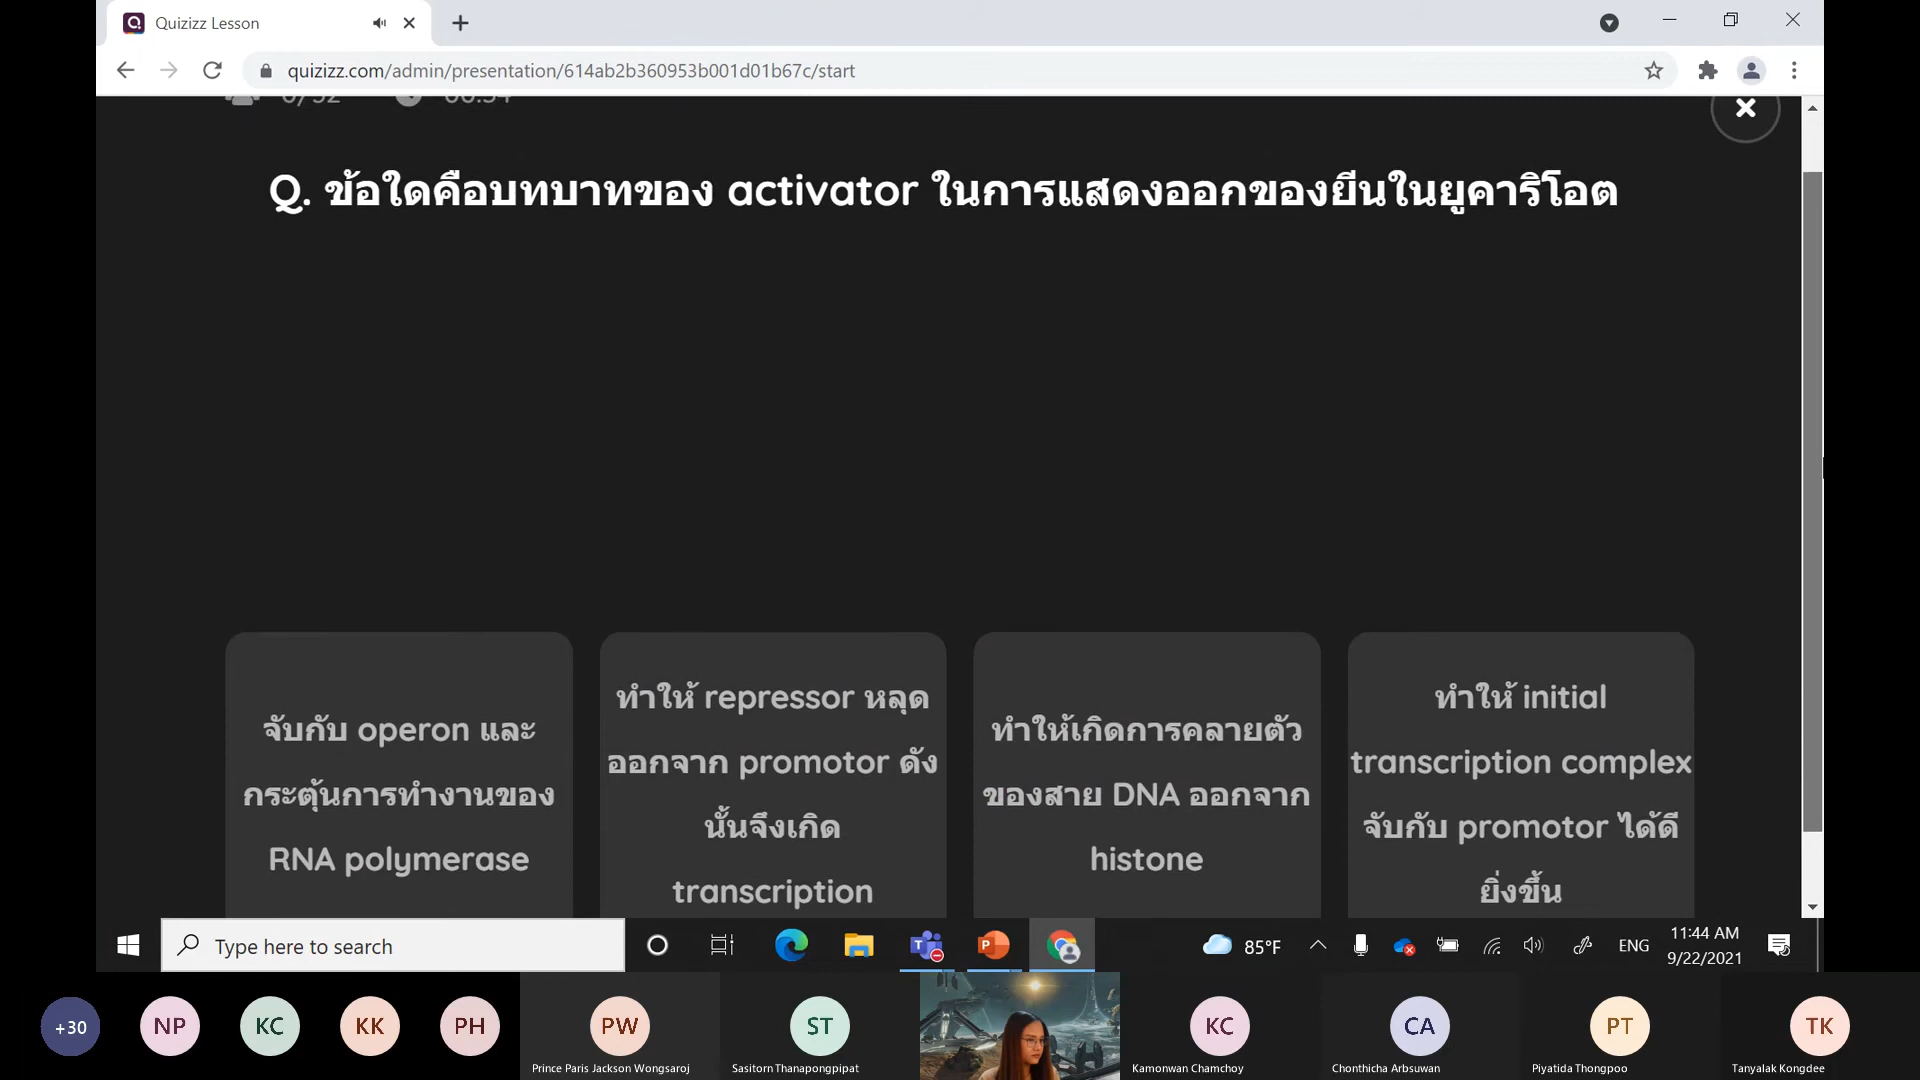 Quizizz Lesson
quizizz.com/admin/presentation/614ab2b360953b001d01b67c/start
Q. ข้อใดคือบทบาทของ activator ในการแสดงออกของยีนในยูคาริโอต
จับกับ operon และ
กระตุ้นการทำงานของ
RNA polymerase
ทำให้ repressor หลุด
ออกจาก promotor ดัง
นั้นจึงเกิด
transcription
ทำให้เกิดการคลายตัว
ของสาย DNA ออกจาก
histone
ทำให้ initial
transcription complex
จับกับ promotor ได้ดี
ยิ่งขึ้น
Type here to search
85°F
ENG
11:44 AM
9/22/2021
+30
NP
KC
KK
PH
PW
Prince Paris Jackson Wongsaroj
ST
Sasitorn Thanapongpipat
KC
Kamonwan Chamchoy
CA
Chonthicha Arbsuwan
PT
Piyatida Thongpoo
TK
Tanyalak Kongdee